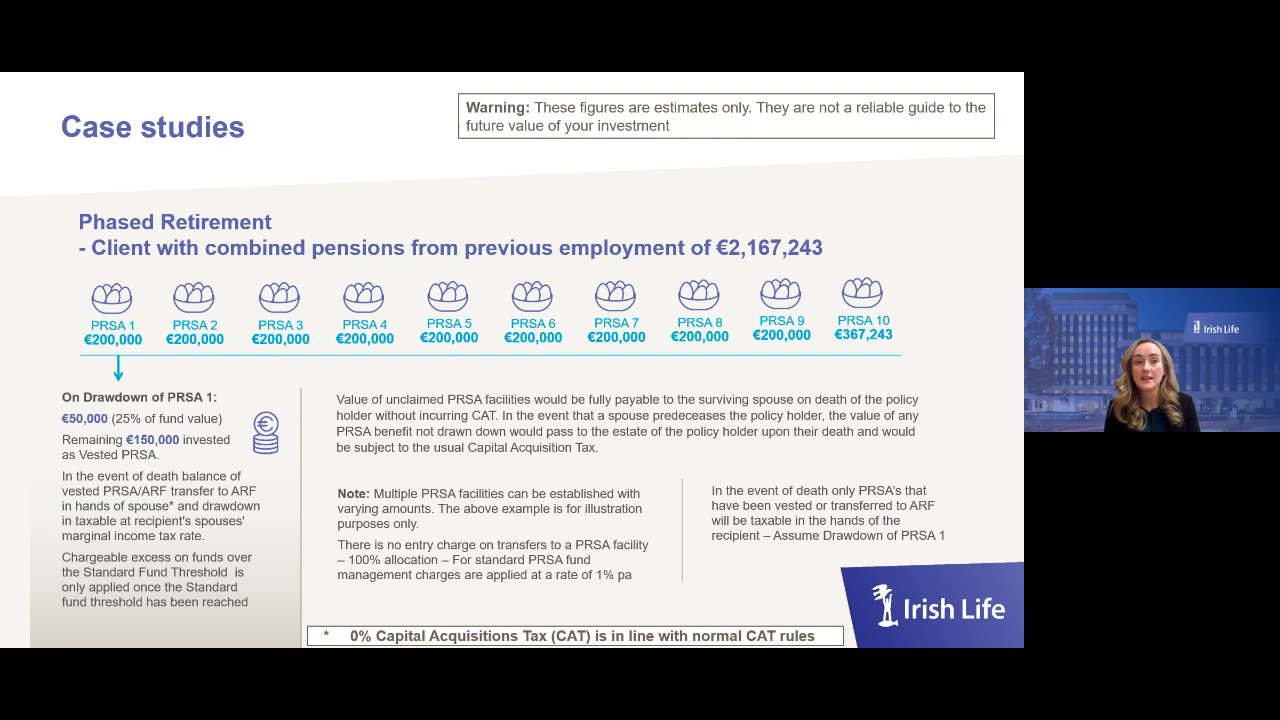 Case studies
Warning: These figures are estimates only. They are not a reliable guide to the
future value of your investment
Phased Retirement
- Client with combined pensions from previous employment of €2,167,243
PRSA 1
€200,000
PRSA 2
€200,000
PRSA 3
€200,000
PRSA 4
€200,000
PRSA 5
€200,000
PRSA 6
€200,000
PRSA 7
€200,000
PRSA 8
€200,000
PRSA 9
€200,000
PRSA 10
€367,243
On Drawdown of PRSA 1:
€50,000 (25% of fund value)
Remaining €150,000 invested
as Vested PRSA.
In the event of death balance of
vested PRSA/ARF transfer to ARF
in hands of spouse* and drawdown
in taxable at recipient's spouses'
marginal income tax rate.
Chargeable excess on funds over
the Standard Fund Threshold is
only applied once the Standard
fund threshold has been reached
Value of unclaimed PRSA facilities would be fully payable to the surviving spouse on death of the policy
holder without incurring CAT. In the event that a spouse predeceases the policy holder, the value of any
PRSA benefit not drawn down would pass to the estate of the policy holder upon their death and would
be subject to the usual Capital Acquisition Tax.
Note: Multiple PRSA facilities can be established with
varying amounts. The above example is for illustration
purposes only.
There is no entry charge on transfers to a PRSA facility
– 100% allocation – For standard PRSA fund
management charges are applied at a rate of 1% pa
In the event of death only PRSA's that
have been vested or transferred to ARF
will be taxable in the hands of the
recipient – Assume Drawdown of PRSA 1
* 0% Capital Acquisitions Tax (CAT) is in line with normal CAT rules
Irish Life
Irish Life